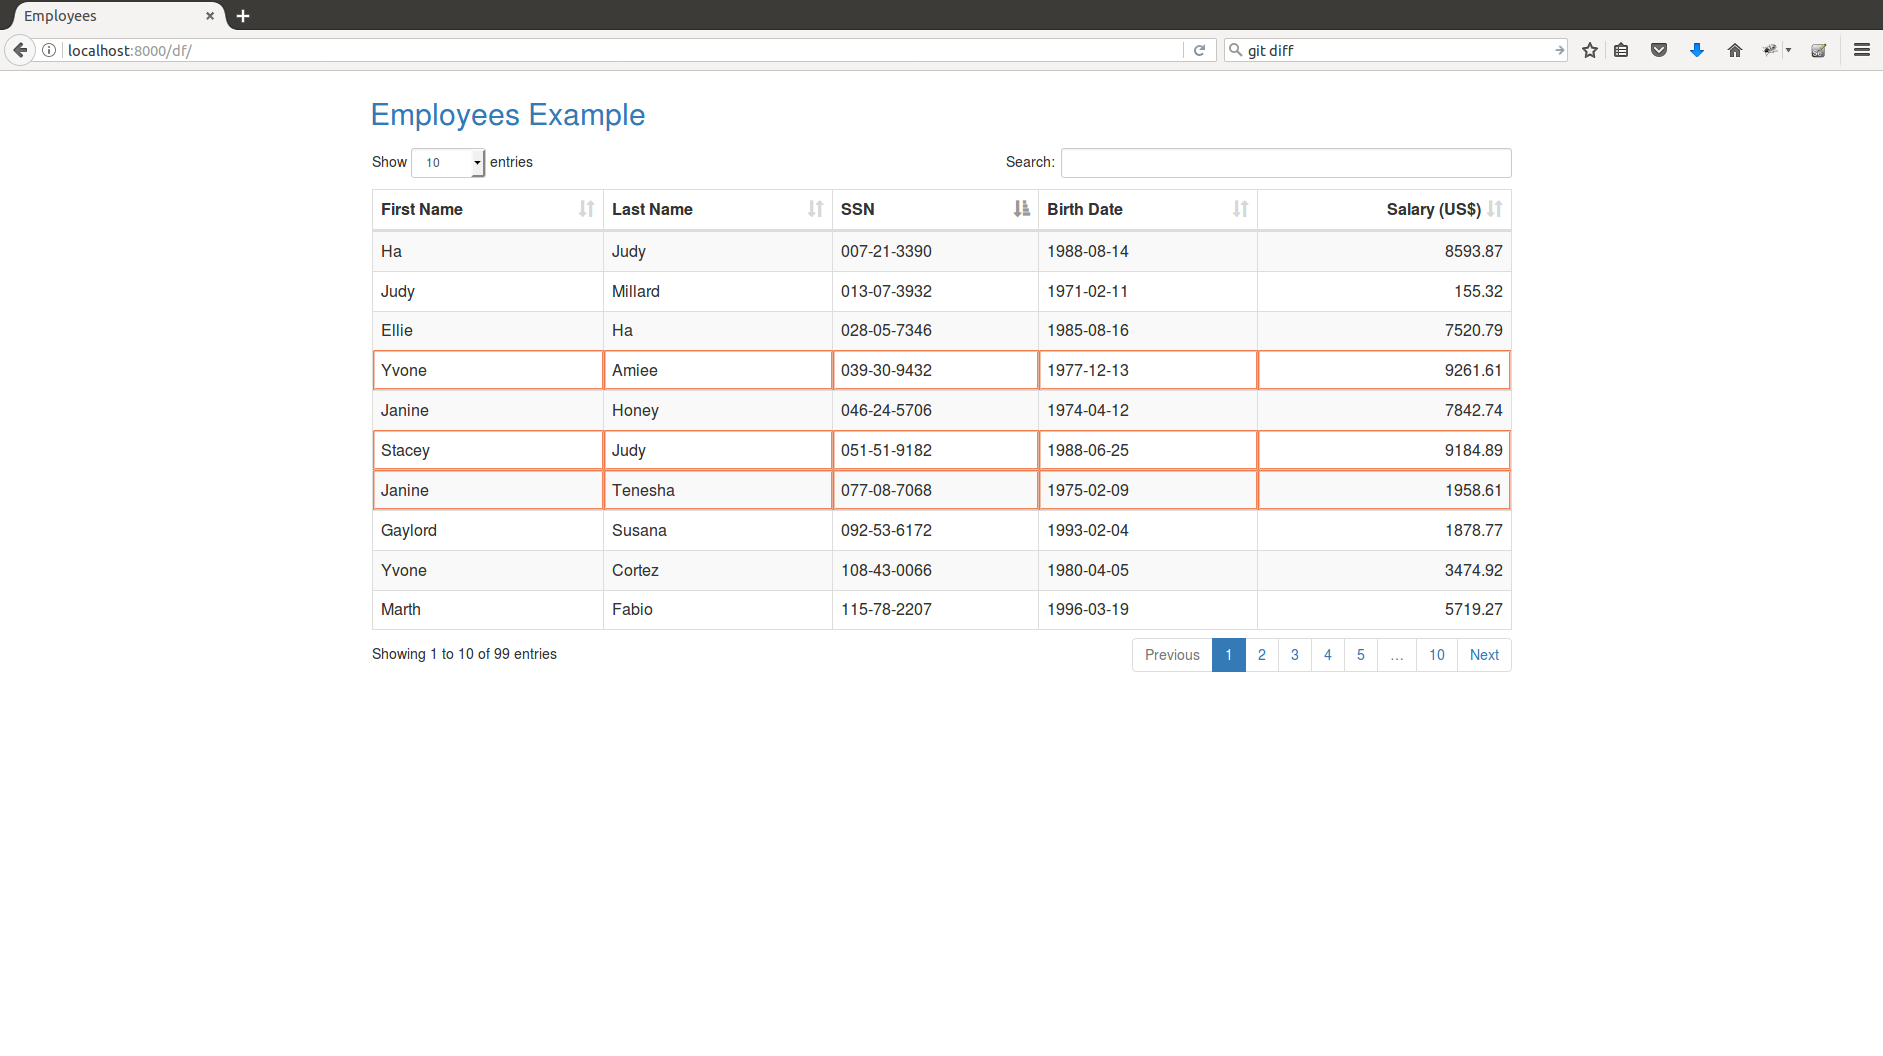 Employees
localhost:8000/df/
git diff
Employees Example
Show 10 entries Search:
First Name Last Name SSN Birth Date Salary (US$)
Ha Judy 007-21-3390 1988-08-14 8593.87
Judy Millard 013-07-3932 1971-02-11 155.32
Ellie Ha 028-05-7346 1985-08-16 7520.79
Yvone Amiee 039-30-9432 1977-12-13 9261.61
Janine Honey 046-24-5706 1974-04-12 7842.74
Stacey Judy 051-51-9182 1988-06-25 9184.89
Janine Tenesha 077-08-7068 1975-02-09 1958.61
Gaylord Susana 092-53-6172 1993-02-04 1878.77
Yvone Cortez 108-43-0066 1980-04-05 3474.92
Marth Fabio 115-78-2207 1996-03-19 5719.27
Showing 1 to 10 of 99 entries Previous 1 2 3 4 5 … 10 Next